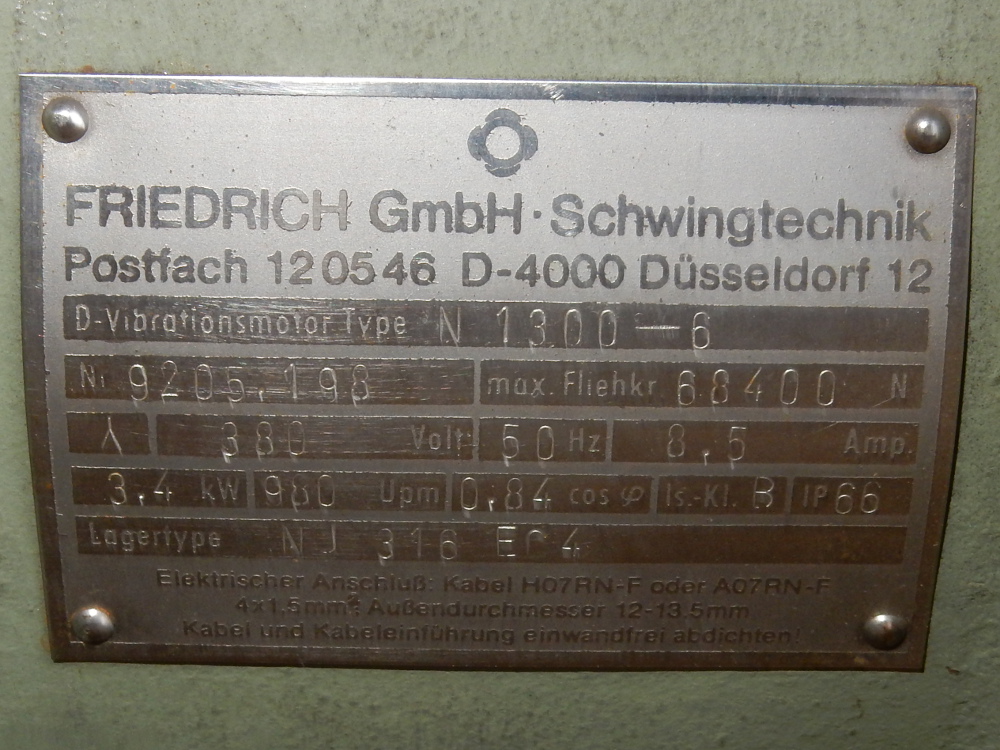 FRIEDRICH GmbH · Schwingtechnik
Postfach 120546 D-4000 Düsseldorf 12
D-Vibrationsmotor Type N 1300-6
Nr 9205.198 max. Fliehkr 68400 N
380 Volt 50 Hz 8,5 Amp.
3,4 kW 980 Upm 0,84 cos φ Is.-Kl. B IP 66
Lagertype NJ 316 EC4
Elektrischer Anschluß: Kabel H07RN-F oder A07RN-F
4x1,5mm² Außendurchmesser 12-13,5mm
Kabel und Kabeleinführung einwandfrei abdichten!